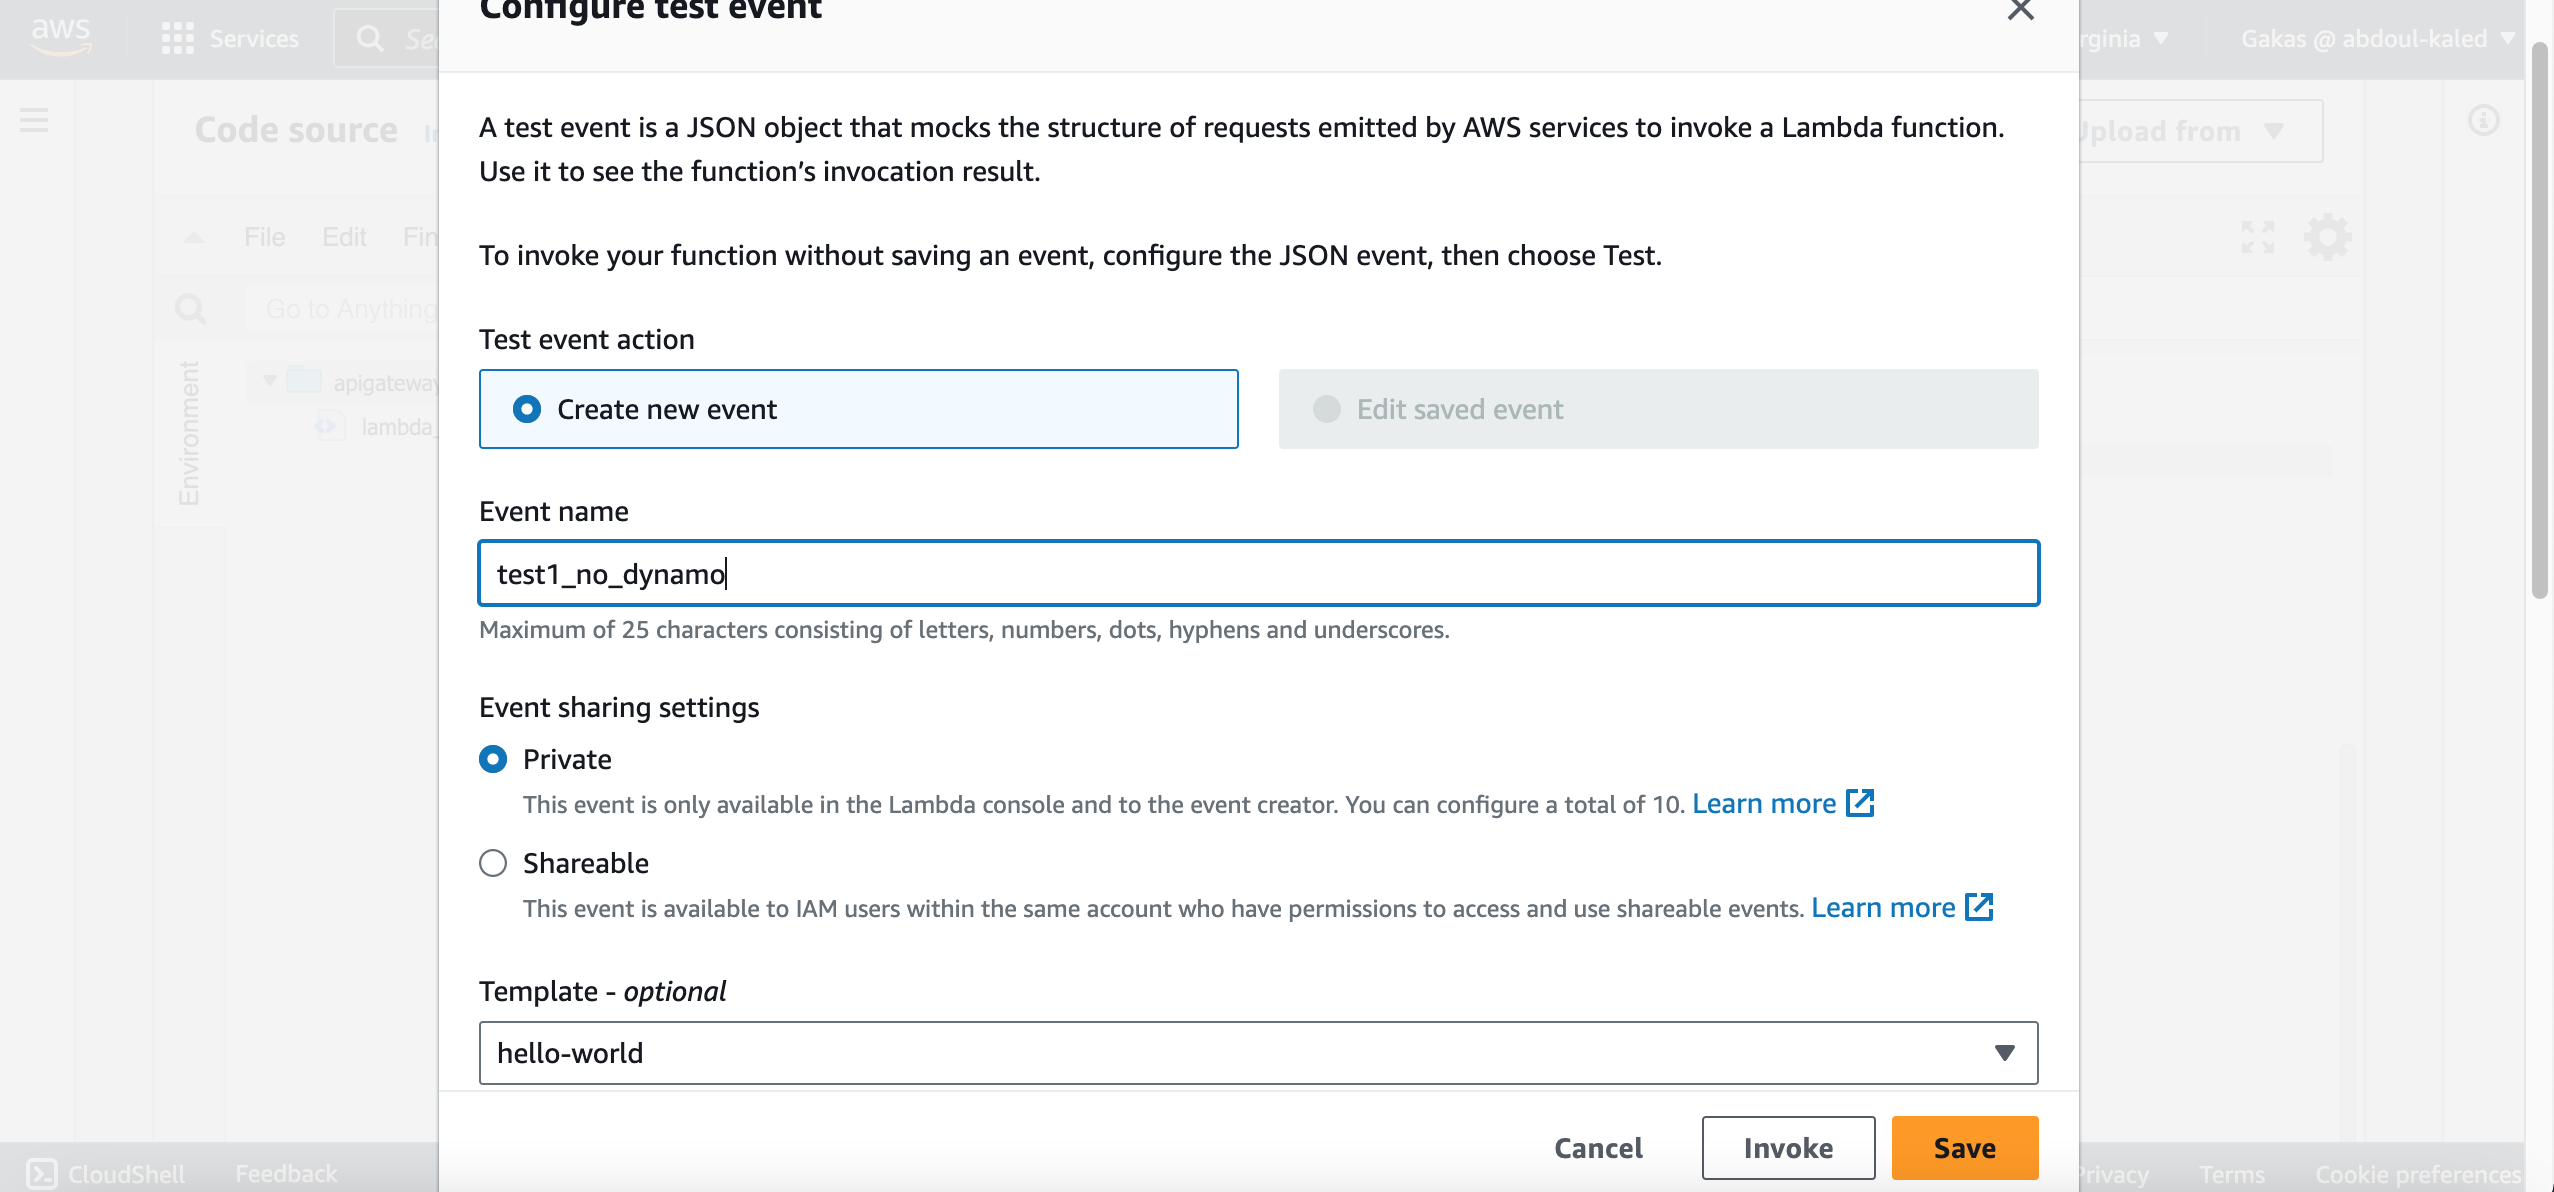 Configure test event
aws
Services
Gakas @ abdoul-kaled
Code source
Upload from
A test event is a JSON object that mocks the structure of requests emitted by AWS services to invoke a Lambda function.
Use it to see the function’s invocation result.
File Edit
To invoke your function without saving an event, configure the JSON event, then choose Test.
Go to Anything
Test event action
Environment
apigateway
Create new event
Edit saved event
lambda_
Event name
test1_no_dynamo
Maximum of 25 characters consisting of letters, numbers, dots, hyphens and underscores.
Event sharing settings
Private
This event is only available in the Lambda console and to the event creator. You can configure a total of 10. Learn more
Shareable
This event is available to IAM users within the same account who have permissions to access and use shareable events. Learn more
Template - optional
hello-world
Cancel
Invoke
Save
CloudShell
Feedback
Privacy
Terms
Cookie preferences